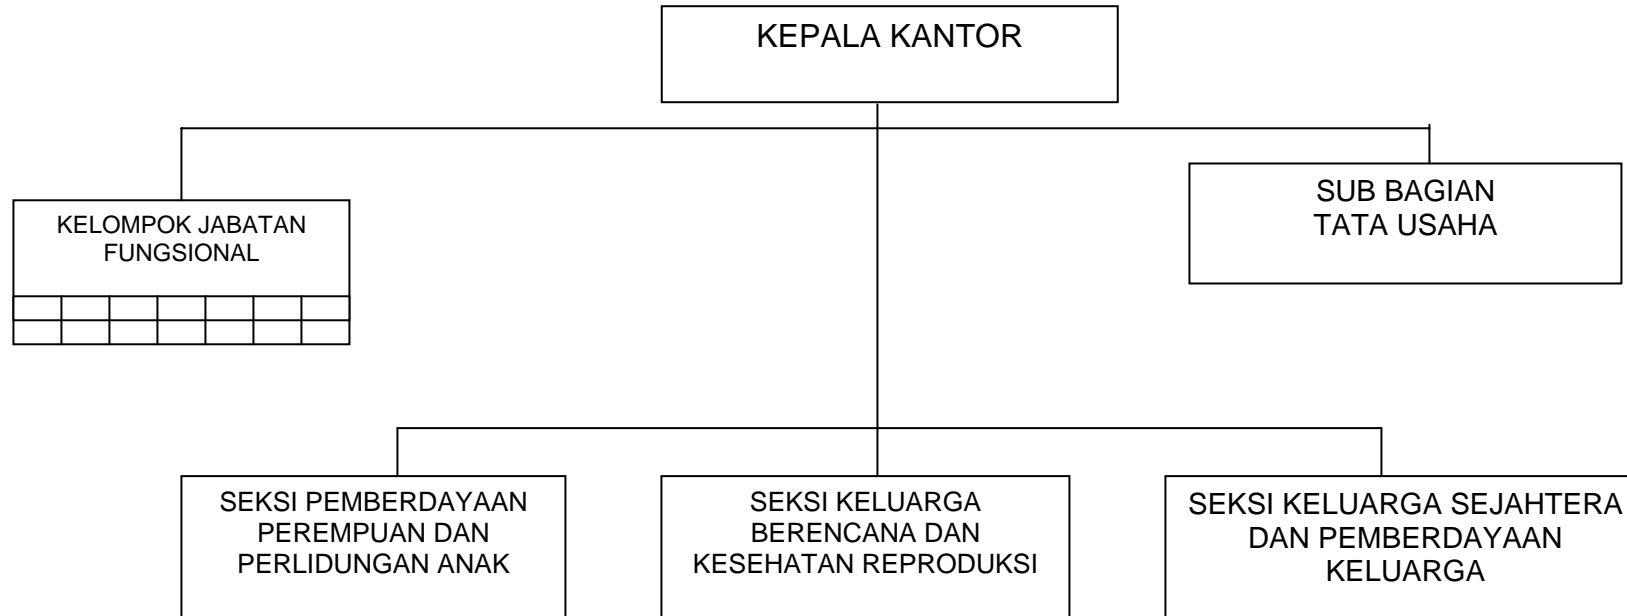 KEPALA KANTOR
SUB BAGIAN
TATA USAHA
KELOMPOK JABATAN
FUNGSIONAL
SEKSI PEMBERDAYAAN
PEREMPUAN DAN
PERLIDUNGAN ANAK
SEKSI KELUARGA
BERENCANA DAN
KESEHATAN REPRODUKSI
SEKSI KELUARGA SEJAHTERA
DAN PEMBERDAYAAN
KELUARGA